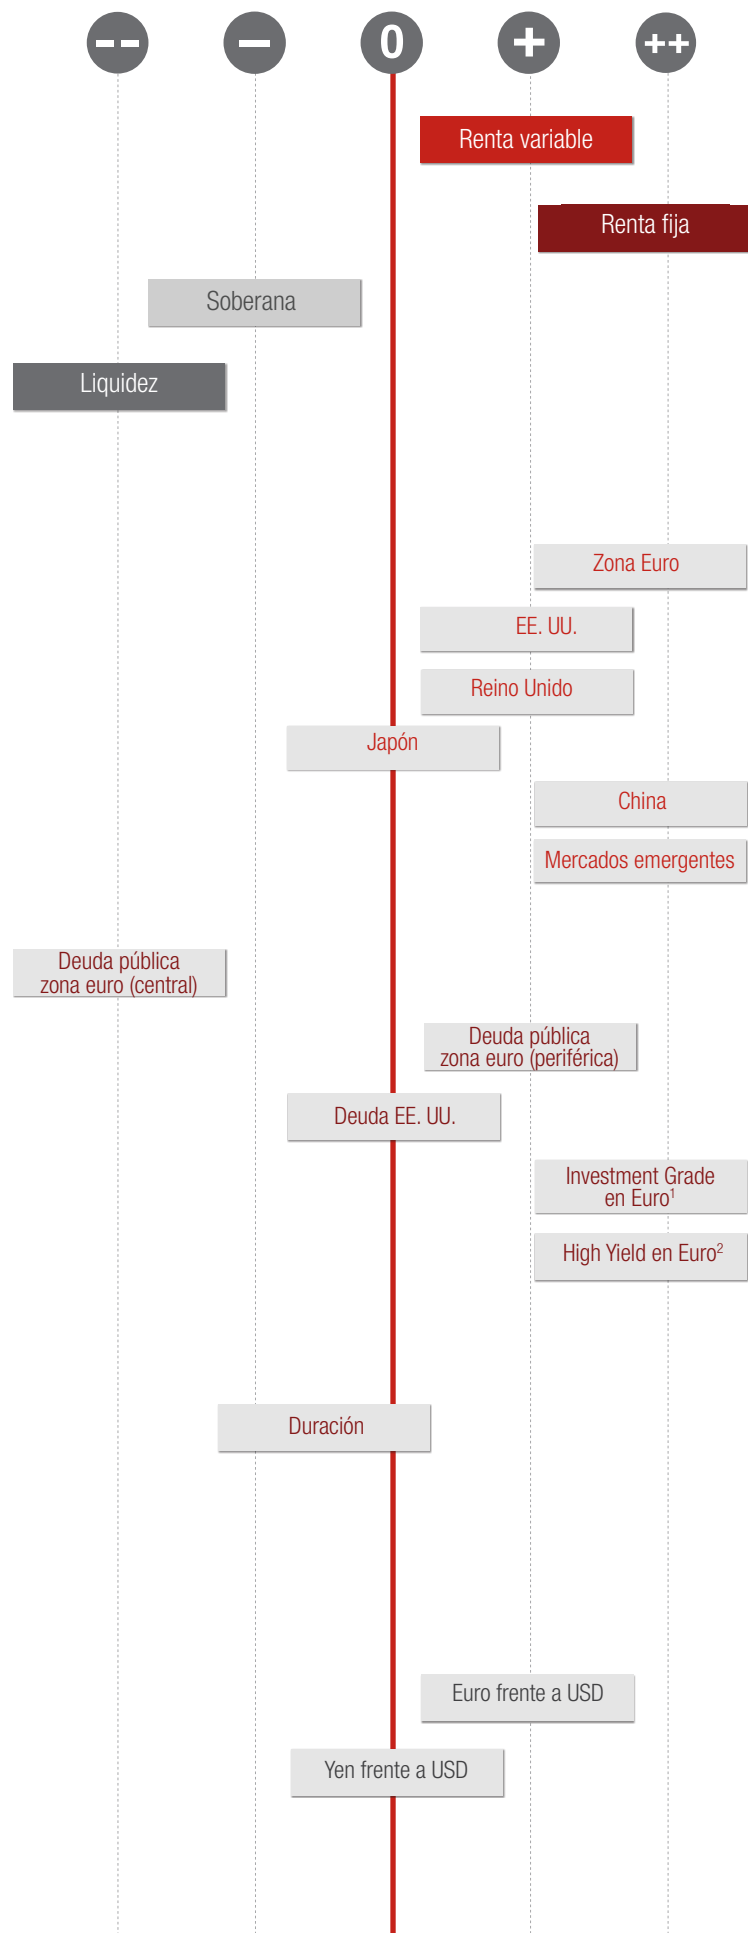 -- - 0 + ++
Renta variable
Renta fija
Soberana
Liquidez
Zona Euro
EE. UU.
Reino Unido
Japón
China
Mercados emergentes
Deuda pública
zona euro (central)
Deuda pública
zona euro (periférica)
Deuda EE. UU.
Investment Grade
en Euro¹
High Yield en Euro²
Duración
Euro frente a USD
Yen frente a USD